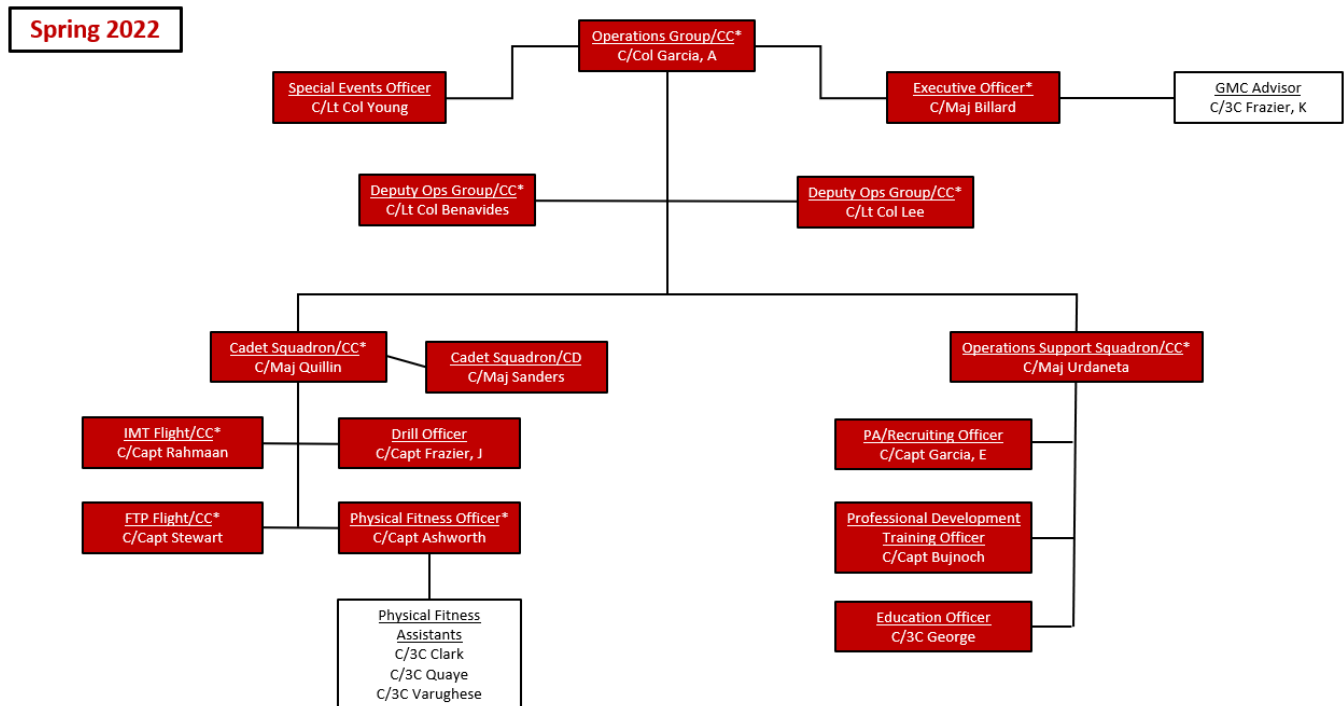 Spring 2022
Operations Group/CC*
C/Col Garcia, A
Special Events Officer
C/Lt Col Young
Executive Officer*
C/Maj Billard
GMC Advisor
C/3C Frazier, K
Deputy Ops Group/CC*
C/Lt Col Benavides
Deputy Ops Group/CC*
C/Lt Col Lee
Cadet Squadron/CC*
C/Maj Quillin
Cadet Squadron/CD
C/Maj Sanders
Operations Support Squadron/CC*
C/Maj Urdaneta
IMT Flight/CC*
C/Capt Rahmaan
Drill Officer
C/Capt Frazier, J
PA/Recruiting Officer
C/Capt Garcia, E
FTP Flight/CC*
C/Capt Stewart
Physical Fitness Officer*
C/Capt Ashworth
Professional Development
Training Officer
C/Capt Bujnoch
Physical Fitness
Assistants
C/3C Clark
C/3C Quaye
C/3C Varughese
Education Officer
C/3C George